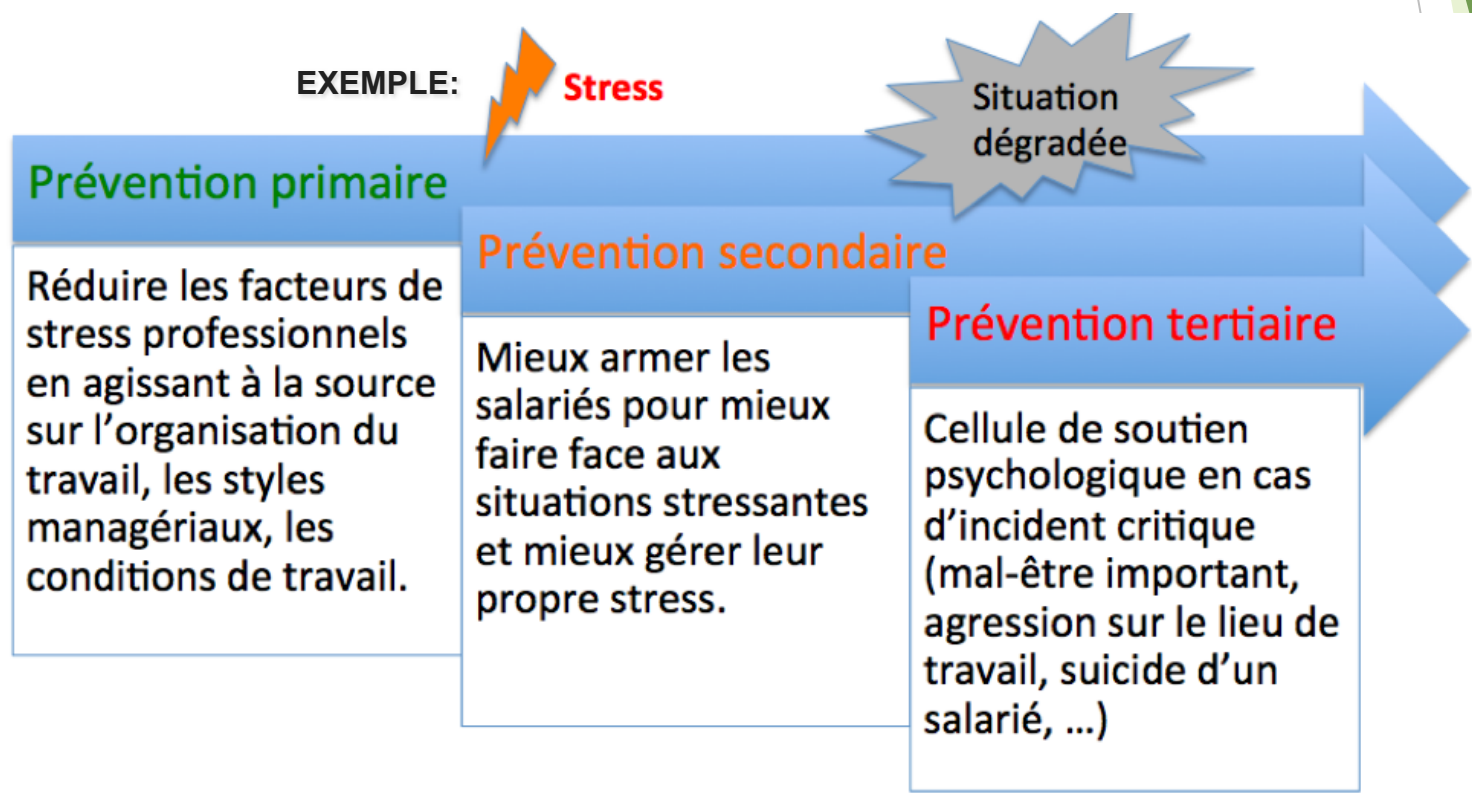 EXEMPLE:
Stress
Situation
dégradée
Prévention primaire
Réduire les facteurs de
stress professionnels
en agissant à la source
sur l'organisation du
travail, les styles
managériaux, les
conditions de travail.
Prévention secondaire
Mieux armer les
salariés pour mieux
faire face aux
situations stressantes
et mieux gérer leur
propre stress.
Prévention tertiaire
Cellule de soutien
psychologique en cas
d'incident critique
(mal-être important,
agression sur le lieu de
travail, suicide d'un
salarié, …)